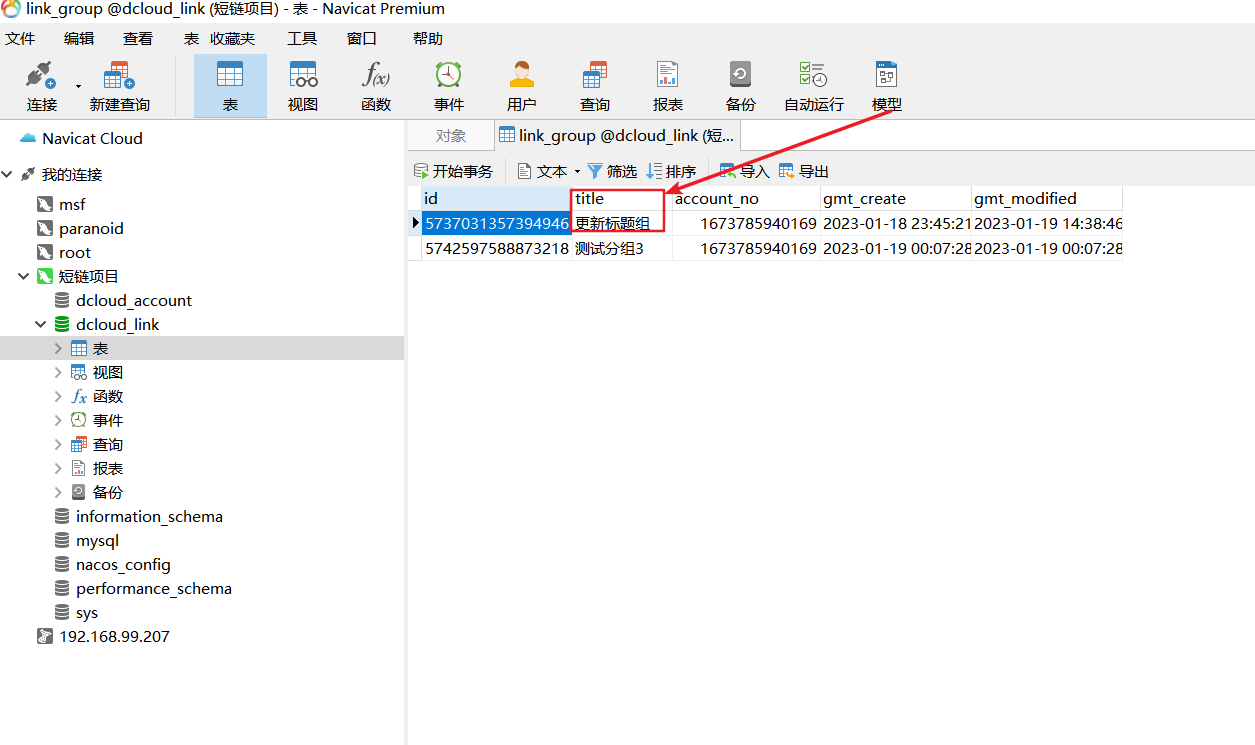 link_group @dcloud_link (短链项目) - 表 - Navicat Premium
文件 编辑 查看 表 收藏夹 工具 窗口 帮助
连接 新建查询 表 视图 函数 事件 用户 查询 报表 备份 自动运行 模型
Navicat Cloud
我的连接
msf
paranoid
root
短链项目
dcloud_account
dcloud_link
表
视图
函数
事件
查询
报表
备份
information_schema
mysql
nacos_config
performance_schema
sys
192.168.99.207
对象 link_group @dcloud_link (短...
开始事务 文本 筛选 排序 导入 导出
id title account_no gmt_create gmt_modified
5737031357394946 更新标题组 1673785940169 2023-01-18 23:45:21 2023-01-19 14:38:46
5742597588873218 测试分组3 1673785940169 2023-01-19 00:07:28 2023-01-19 00:07:28